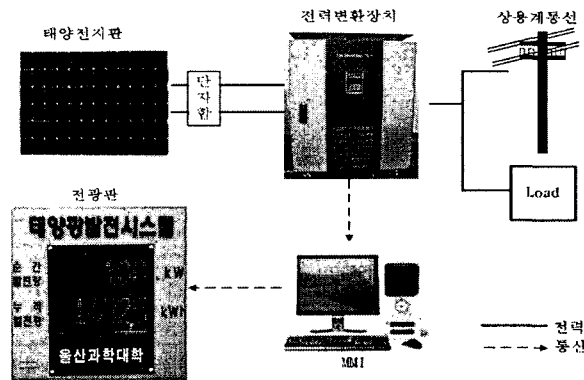 태양전지판
전력변환장치
상용계통선
단자함
Load
전광판
태양광발전시스템
순간
발전량
kW
누적
발전량
kWh
울산과학대학
MMI
전력
통신